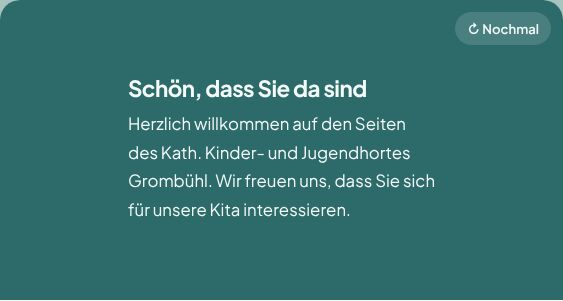 ↻ Nochmal
Schön, dass Sie da sind
Herzlich willkommen auf den Seiten
des Kath. Kinder- und Jugendhortes
Grombühl. Wir freuen uns, dass Sie sich
für unsere Kita interessieren.